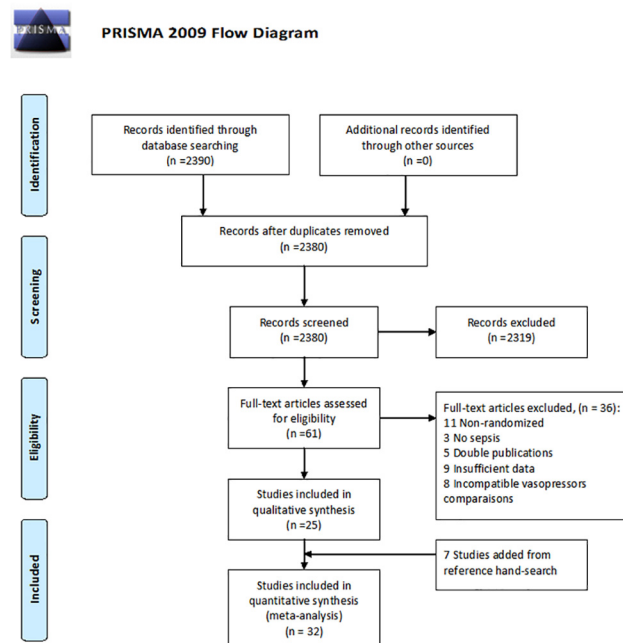 PRISMA
PRISMA 2009 Flow Diagram
Identification
Records identified through
database searching
(n =2390)
Additional records identified
through other sources
(n =0)
Records after duplicates removed
(n =2380)
Screening
Records screened
(n =2380)
Records excluded
(n =2319)
Eligibility
Full-text articles assessed
for eligibility
(n =61)
Full-text articles excluded, (n = 36):
11 Non-randomized
3 No sepsis
5 Double publications
9 Insufficient data
8 Incompatible vasopressors
comparaisons
Studies included in
qualitative synthesis
(n =25)
Included
7 Studies added from
reference hand-search
Studies included in
quantitative synthesis
(meta-analysis)
(n = 32)